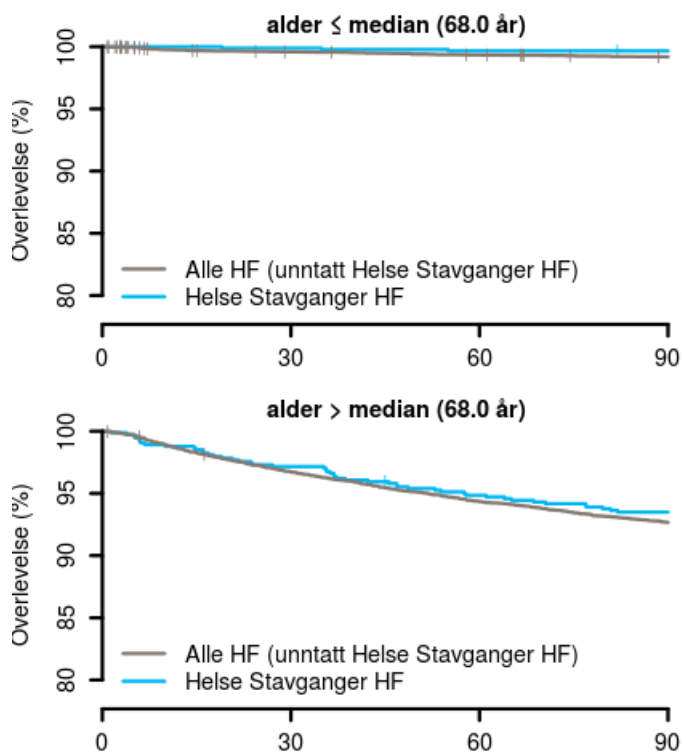 alder ≤ median (68.0 år)
Overlevelse (%)
100
95
90
85
80
Alle HF (unntatt Helse Stavganger HF)
Helse Stavganger HF
0 30 60 90
alder > median (68.0 år)
Overlevelse (%)
100
95
90
85
80
Alle HF (unntatt Helse Stavganger HF)
Helse Stavganger HF
0 30 60 90